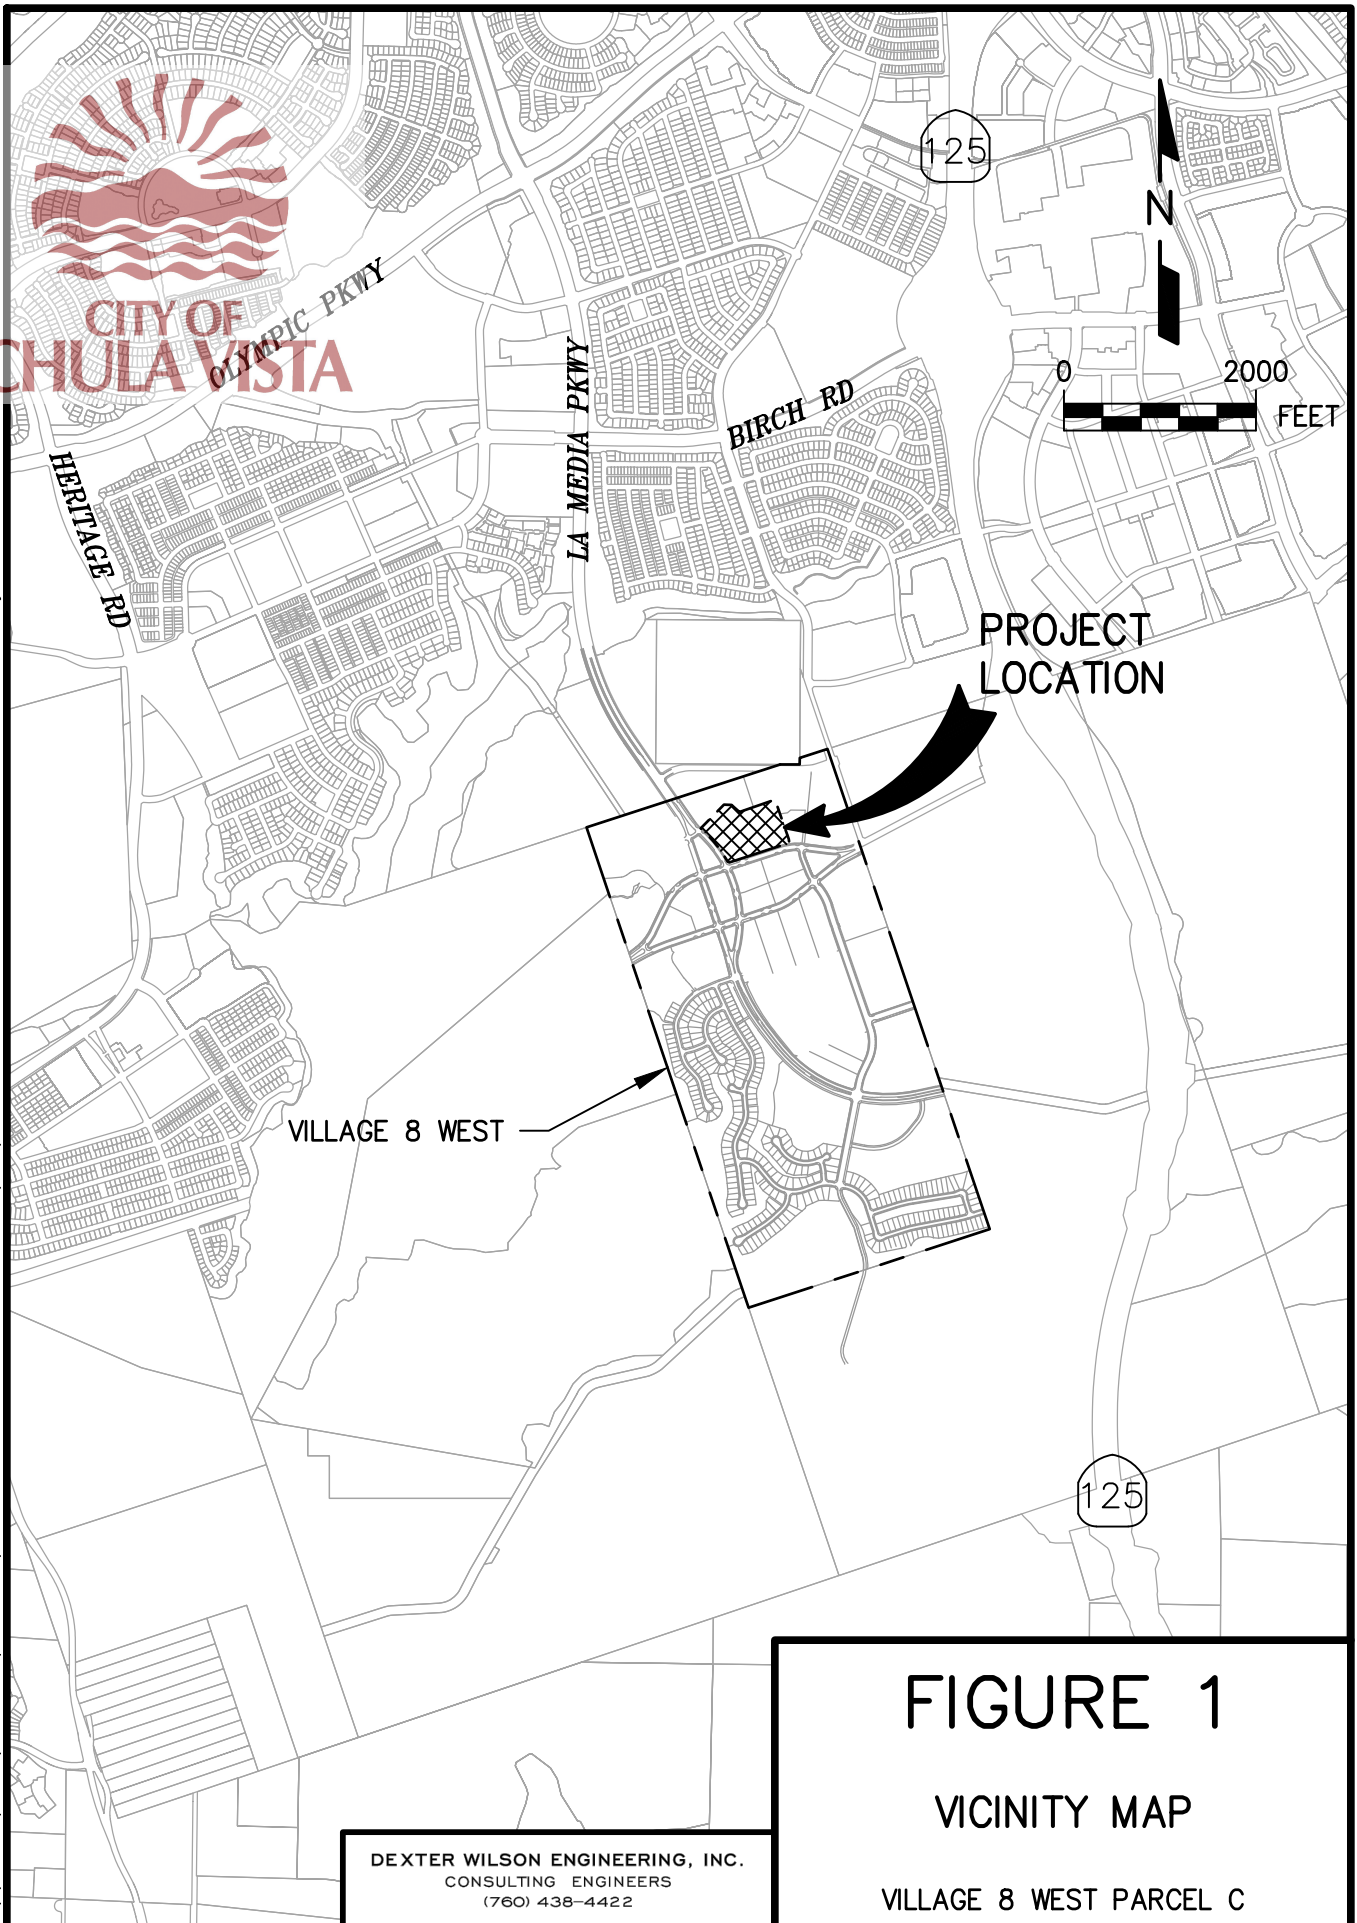 125
N
CITY OF
CHULA VISTA
OLYMPIC PKWY
LA MEDIA PKWY
BIRCH RD
HERITAGE RD
0 2000
FEET
PROJECT
LOCATION
VILLAGE 8 WEST
125
FIGURE 1
VICINITY MAP
VILLAGE 8 WEST PARCEL C
DEXTER WILSON ENGINEERING, INC.
CONSULTING ENGINEERS
(760) 438-4422